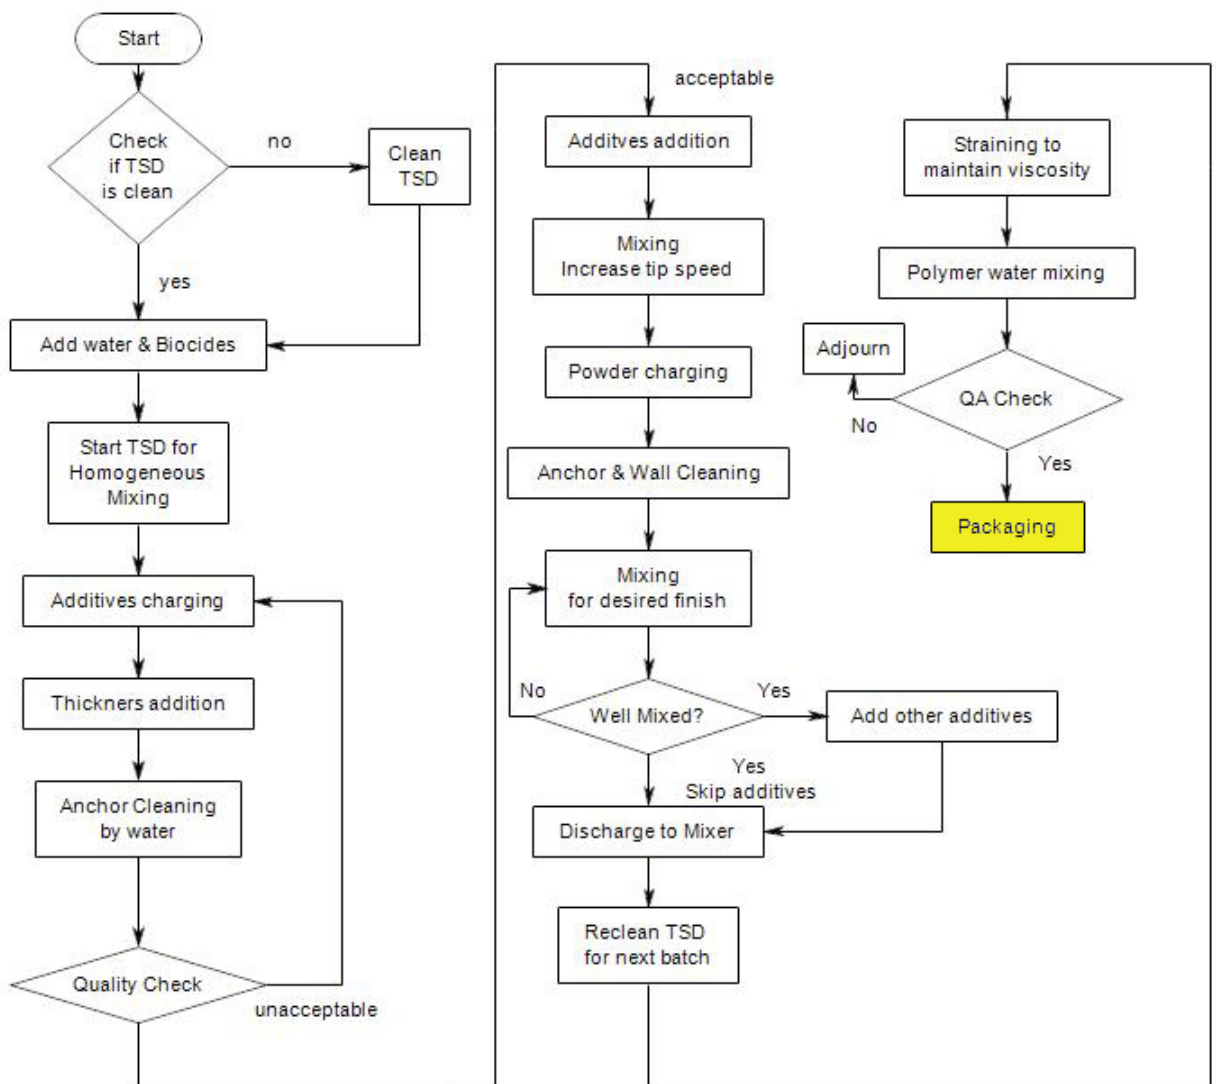 Start
Check
if TSD
is clean
no
Clean
TSD
yes
Add water & Biocides
Start TSD for
Homogeneous
Mixing
Additives charging
Thickners addition
Anchor Cleaning
by water
Quality Check
unacceptable
acceptable
Additves addition
Mixing
Increase tip speed
Powder charging
Anchor & Wall Cleaning
Mixing
for desired finish
No
Well Mixed?
Yes
Add other additives
Yes
Skip additives
Discharge to Mixer
Reclean TSD
for next batch
Straining to
maintain viscosity
Polymer water mixing
Adjourn
QA Check
No
Yes
Packaging